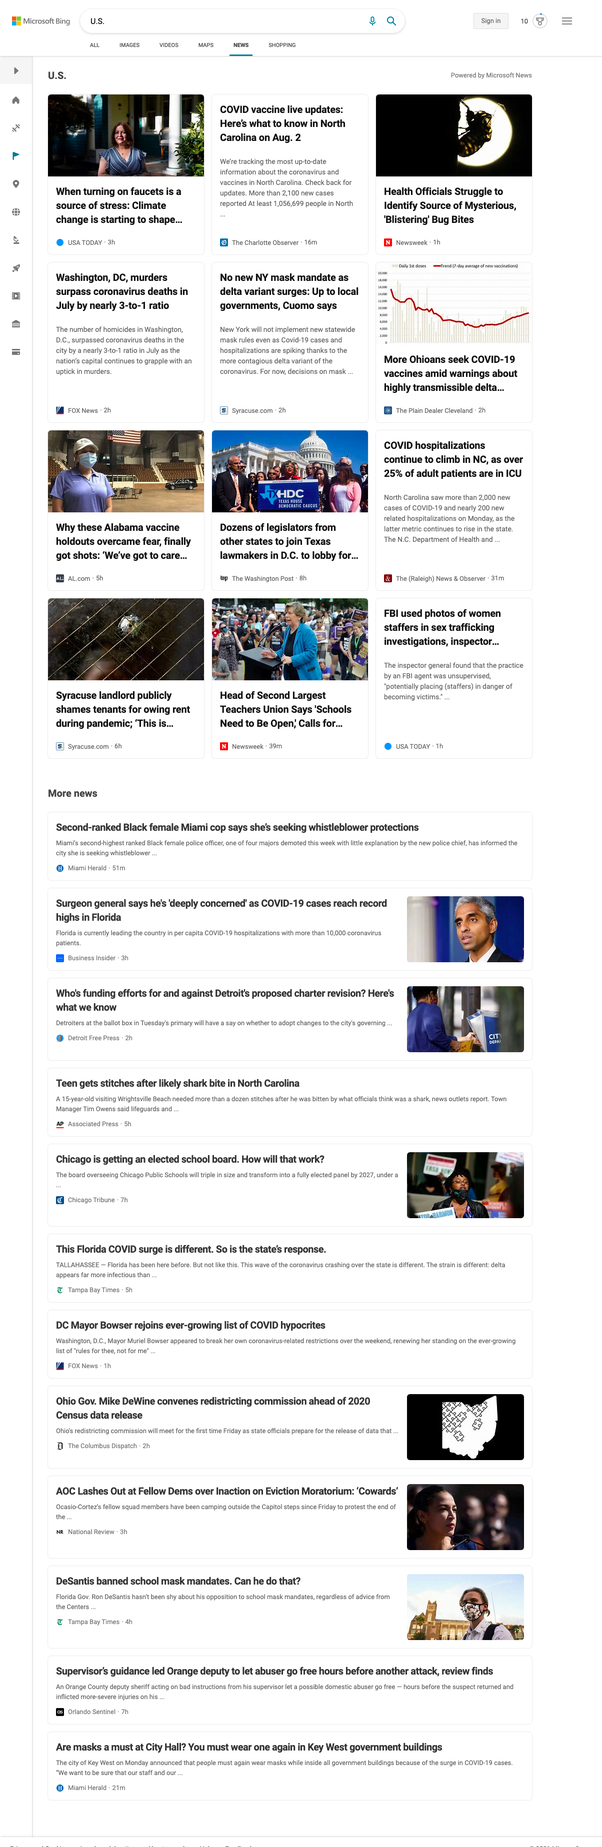 Microsoft Bing
U.S.
Sign in
10
ALL IMAGES VIDEOS MAPS NEWS SHOPPING
U.S.
Powered by Microsoft News
When turning on faucets is a
source of stress: Climate
change is starting to shape...
USA TODAY · 3h
COVID vaccine live updates:
Here's what to know in North
Carolina on Aug. 2
We're tracking the most up-to-date
information about the coronavirus and
vaccines in North Carolina. Check back for
updates. More than 2,100 new cases
reported At least 1,056,699 people in North
...
The Charlotte Observer · 16m
Health Officials Struggle to
Identify Source of Mysterious,
'Blistering' Bug Bites
Newsweek · 1h
Washington, DC, murders
surpass coronavirus deaths in
July by nearly 3-to-1 ratio
The number of homicides in Washington,
D.C., surpassed coronavirus deaths in the
city by a nearly 3-to-1 ratio in July as the
nation's capital continues to grapple with an
uptick in murders.
FOX News · 2h
No new NY mask mandate as
delta variant surges: Up to local
governments, Cuomo says
New York will not implement new statewide
mask rules even as Covid-19 cases and
hospitalizations are spiking thanks to the
more contagious delta variant of the
coronavirus. For now, decisions on mask ...
Syracuse.com · 2h
Daily 1st doses Trend (7-day average of new vaccinations)
More Ohioans seek COVID-19
vaccines amid warnings about
highly transmissible delta...
The Plain Dealer Cleveland · 2h
Why these Alabama vaccine
holdouts overcame fear, finally
got shots: 'We've got to care...
AL.com · 5h
TXHDC
TEXAS HOUSE
DEMOCRATIC CAUCUS
Dozens of legislators from
other states to join Texas
lawmakers in D.C. to lobby for...
The Washington Post · 8h
COVID hospitalizations
continue to climb in NC, as over
25% of adult patients are in ICU
North Carolina saw more than 2,000 new
cases of COVID-19 and nearly 200 new
related hospitalizations on Monday, as the
latter metric continues to rise in the state.
The N.C. Department of Health and ...
The (Raleigh) News & Observer · 31m
Syracuse landlord publicly
shames tenants for owing rent
during pandemic; 'This is...
Syracuse.com · 6h
Head of Second Largest
Teachers Union Says 'Schools
Need to Be Open,' Calls for...
Newsweek · 39m
FBI used photos of women
staffers in sex trafficking
investigations, inspector...
The inspector general found that the practice
by an FBI agent was unsupervised,
"potentially placing (staffers) in danger of
becoming victims." ...
USA TODAY · 1h
More news
Second-ranked Black female Miami cop says she's seeking whistleblower protections
Miami's second-highest ranked Black female police officer, one of four majors demoted this week with little explanation by the new police chief, has informed the
city she is seeking whistleblower ...
Miami Herald · 51m
Surgeon general says he's 'deeply concerned' as COVID-19 cases reach record
highs in Florida
Florida is currently leading the country in per capita COVID-19 hospitalizations with more than 10,000 coronavirus
patients.
Business Insider · 3h
Who's funding efforts for and against Detroit's proposed charter revision? Here's
what we know
Detroiters at the ballot box in Tuesday's primary will have a say on whether to adopt changes to the city's governing ...
Detroit Free Press · 2h
Teen gets stitches after likely shark bite in North Carolina
A 15-year-old visiting Wrightsville Beach needed more than a dozen stitches after he was bitten by what officials think was a shark, news outlets report. Town
Manager Tim Owens said lifeguards and ...
AP Associated Press · 5h
Chicago is getting an elected school board. How will that work?
The board overseeing Chicago Public Schools will triple in size and transform into a fully elected panel by 2027, under a
...
Chicago Tribune · 7h
This Florida COVID surge is different. So is the state's response.
TALLAHASSEE — Florida has been here before. But not like this. This wave of the coronavirus crashing over the state is different. The strain is different: delta
appears far more infectious than ...
Tampa Bay Times · 5h
DC Mayor Bowser rejoins ever-growing list of COVID hypocrites
Washington, D.C., Mayor Muriel Bowser appeared to break her own coronavirus-related restrictions over the weekend, renewing her standing on the ever-growing
list of "rules for thee, not for me" ...
FOX News · 1h
Ohio Gov. Mike DeWine convenes redistricting commission ahead of 2020
Census data release
Ohio's redistricting commission will meet for the first time Friday as state officials prepare for the release of data that ...
The Columbus Dispatch · 2h
AOC Lashes Out at Fellow Dems over Inaction on Eviction Moratorium: 'Cowards'
Ocasio-Cortez's fellow squad members have been camping outside the Capitol steps since Friday to protest the end of
the ...
NR National Review · 3h
DeSantis banned school mask mandates. Can he do that?
Florida Gov. Ron DeSantis hasn't been shy about his opposition to school mask mandates, regardless of advice from
the Centers ...
Tampa Bay Times · 4h
Supervisor's guidance led Orange deputy to let abuser go free hours before another attack, review finds
An Orange County deputy sheriff acting on bad instructions from his supervisor let a possible domestic abuser go free — hours before the suspect returned and
inflicted more-severe injuries on his ...
Orlando Sentinel · 7h
Are masks a must at City Hall? You must wear one again in Key West government buildings
The city of Key West on Monday announced that people must again wear masks while inside all government buildings because of the surge in COVID-19 cases.
"We want to be sure that our staff and our ...
Miami Herald · 21m